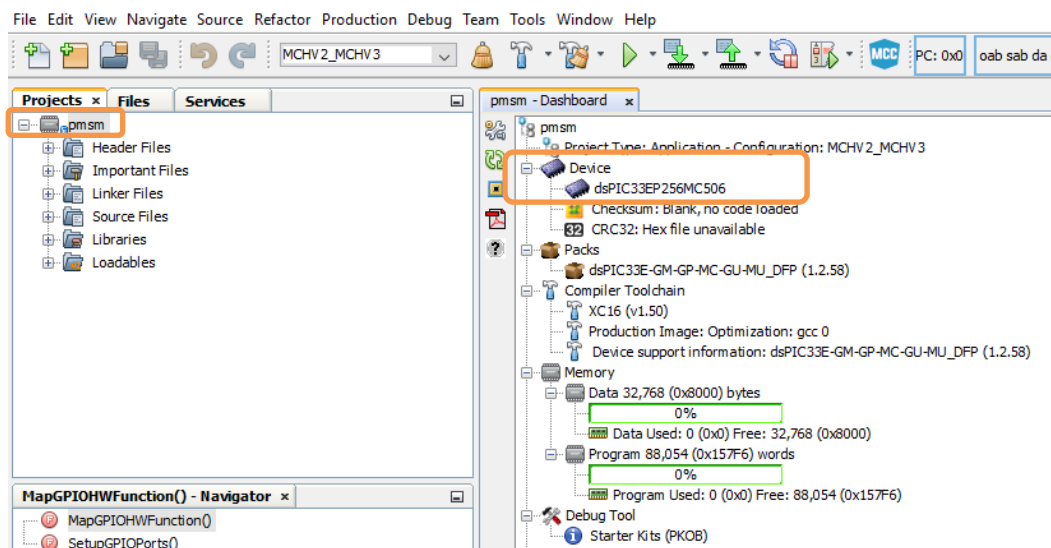 File Edit View Navigate Source Refactor Production Debug Team Tools Window Help
MCHV2_MCHV3
MCC
PC: 0x0
oab sab da
Projects × Files Services
pmsm
Header Files
Important Files
Linker Files
Source Files
Libraries
Loadables
MapGPIOHWFunction() - Navigator ×
MapGPIOHWFunction()
SetupGPIOPorts()
pmsm - Dashboard ×
pmsm
Project Type: Application - Configuration: MCHV2_MCHV3
Device
dsPIC33EP256MC506
Checksum: Blank, no code loaded
32 CRC32: Hex file unavailable
Packs
dsPIC33E-GM-GP-MC-GU-MU_DFP (1.2.58)
Compiler Toolchain
XC16 (v1.50)
Production Image: Optimization: gcc 0
Device support information: dsPIC33E-GM-GP-MC-GU-MU_DFP (1.2.58)
Memory
Data 32,768 (0x8000) bytes
0%
Data Used: 0 (0x0) Free: 32,768 (0x8000)
Program 88,054 (0x157F6) words
0%
Program Used: 0 (0x0) Free: 88,054 (0x157F6)
Debug Tool
Starter Kits (PKOB)